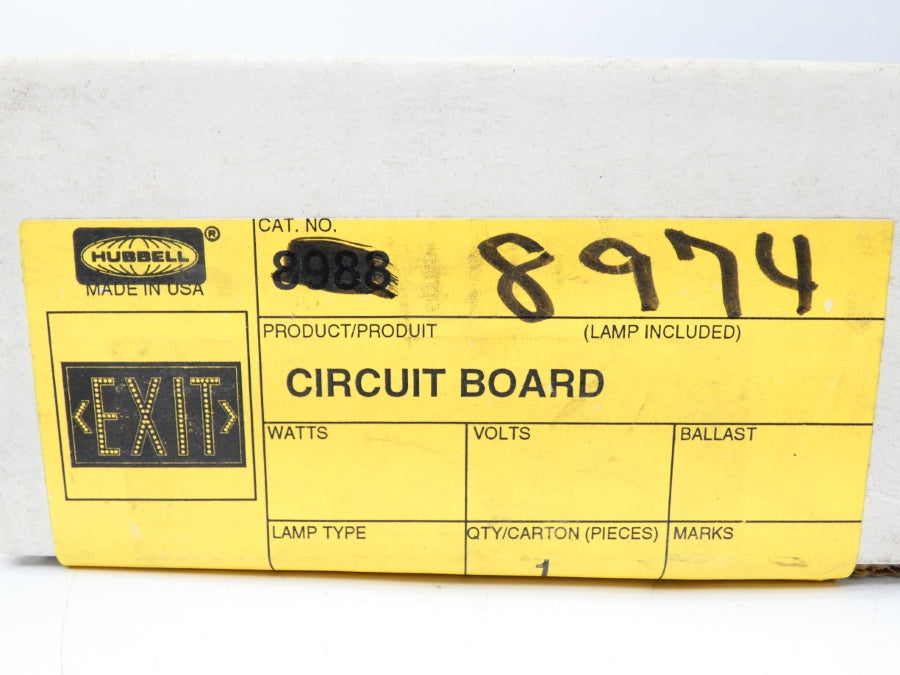 HUBBELL ®
MADE IN USA
<EXIT>
CAT. NO.
8988 8974
PRODUCT/PRODUIT (LAMP INCLUDED)
CIRCUIT BOARD
WATTS VOLTS BALLAST
LAMP TYPE QTY/CARTON (PIECES) MARKS
1